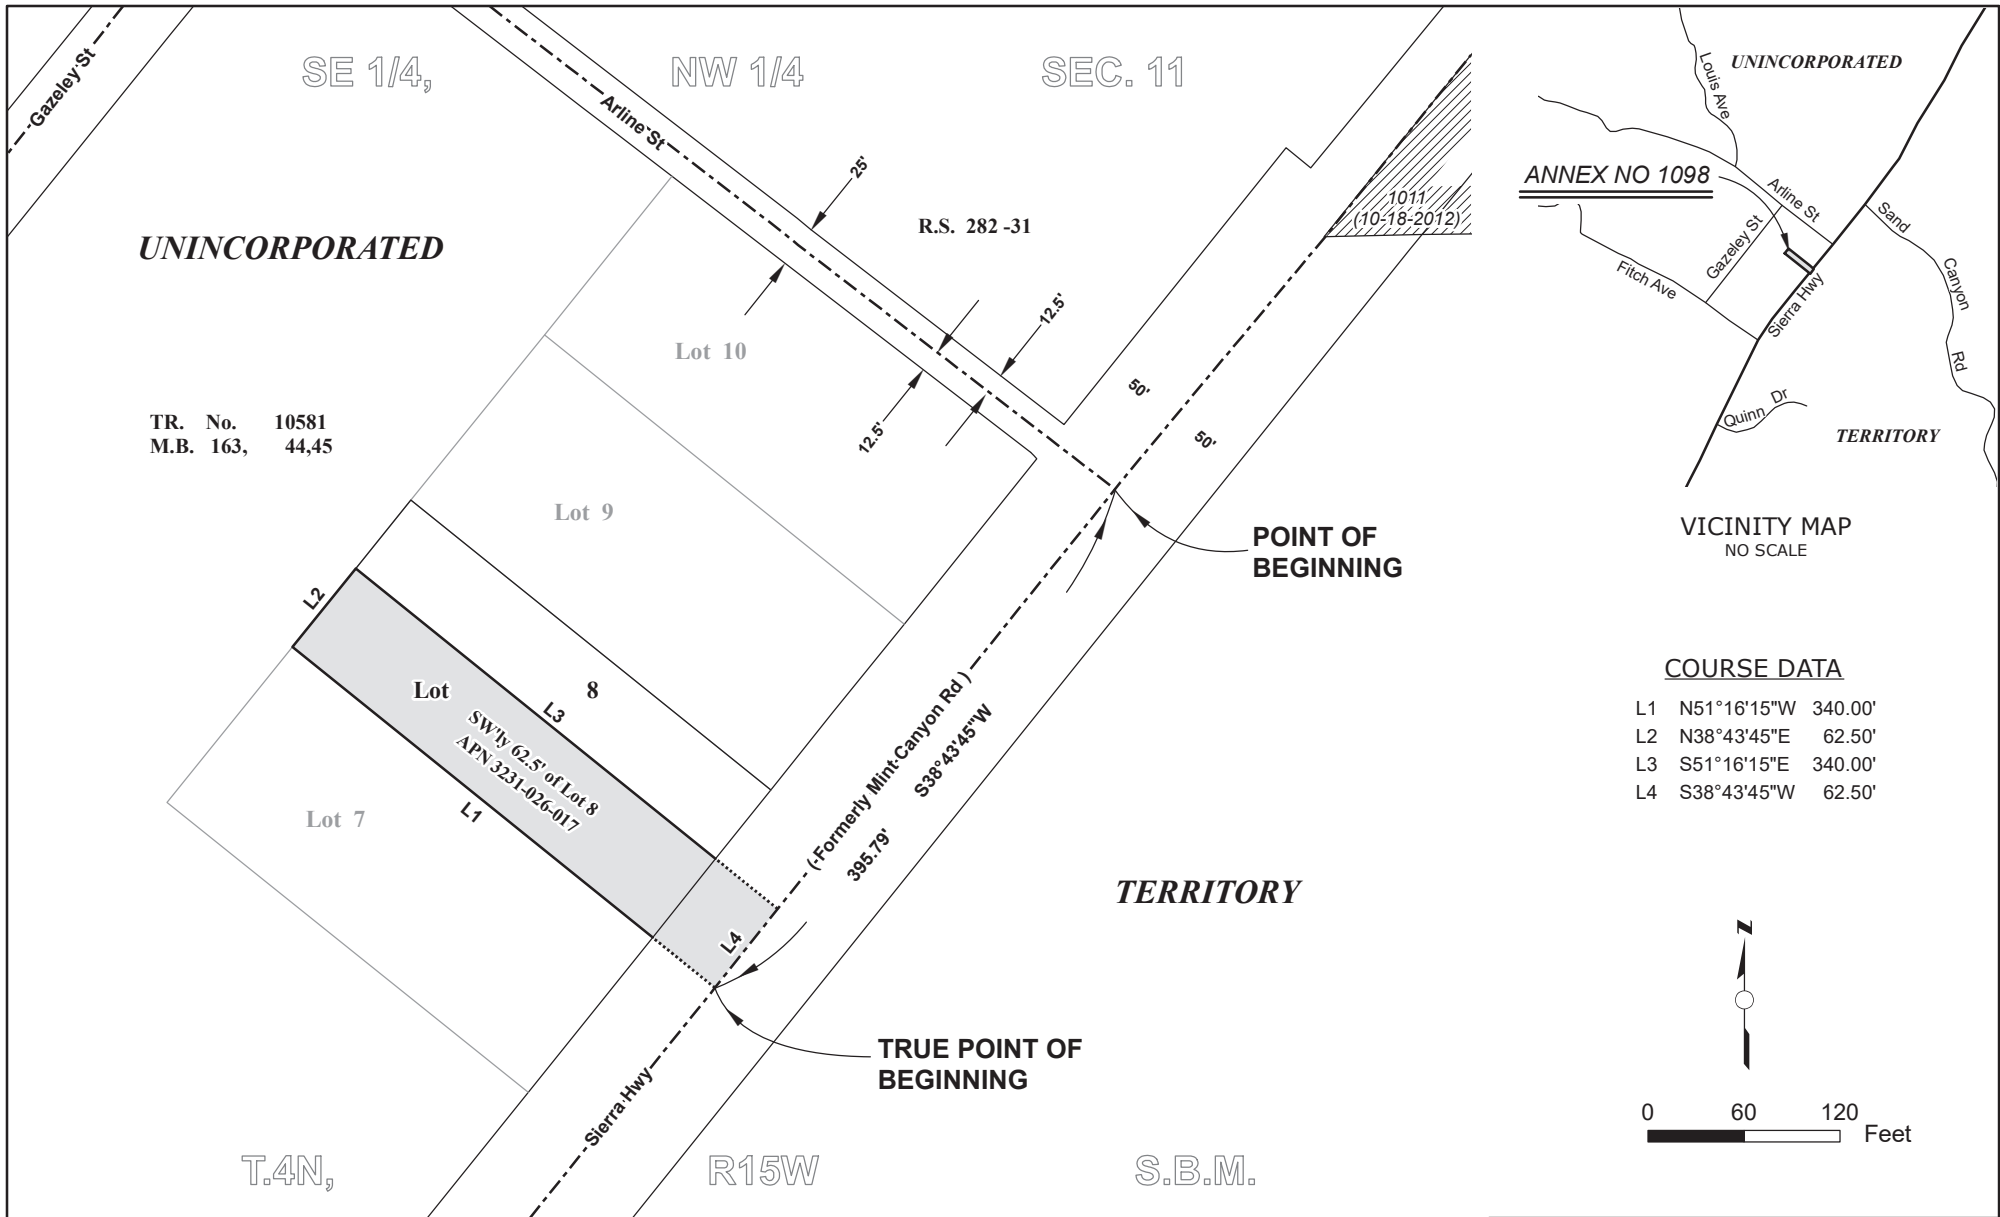 SE 1/4, NW 1/4 SEC. 11
Gazeley St
Arline St
25'
R.S. 282 -31
1011
(10-18-2012)
UNINCORPORATED
12.5'
Lot 10
50'
12.5'
50'
TR. No. 10581
M.B. 163, 44,45
Lot 9
POINT OF
BEGINNING
L2
Lot 8
L3
SW'ly 62.5' of Lot 8
APN 3231-026-017
L1
Lot 7
(Formerly Mint Canyon Rd )
S38°43'45"W
395.79'
L4
TERRITORY
TRUE POINT OF
BEGINNING
Sierra Hwy
T.4N, R15W S.B.M.
UNINCORPORATED
Louis Ave
ANNEX NO 1098
Arline St
Sand
Canyon
Rd
Gazeley St
Fitch Ave
Sierra Hwy
Quinn Dr
TERRITORY
VICINITY MAP
NO SCALE
COURSE DATA
L1 N51°16'15"W 340.00'
L2 N38°43'45"E 62.50'
L3 S51°16'15"E 340.00'
L4 S38°43'45"W 62.50'
N
0 60 120
Feet